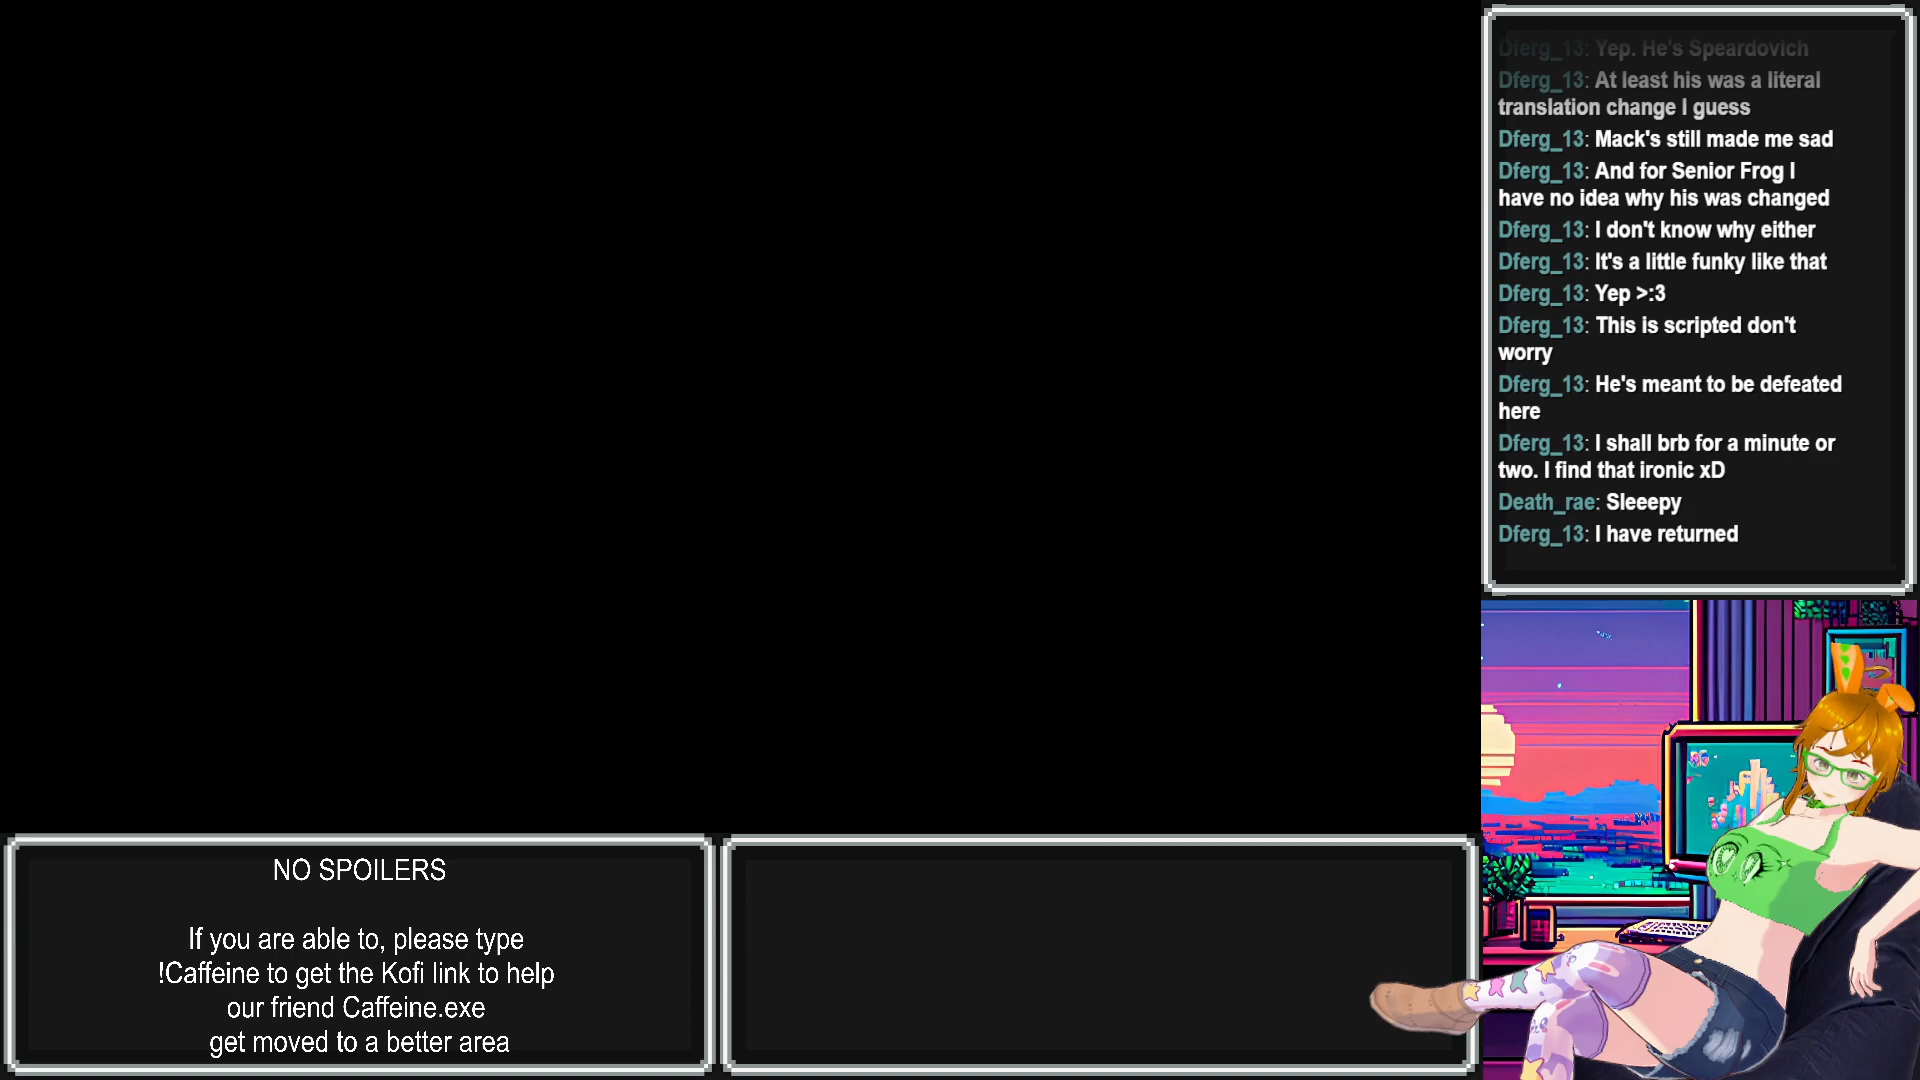 Dferg_13: Yep. He's Speardovich
Dferg_13: At least his was a literal
translation change I guess
Dferg_13: Mack's still made me sad
Dferg_13: And for Senior Frog I
have no idea why his was changed
Dferg_13: I don't know why either
Dferg_13: It's a little funky like that
Dferg_13: Yep >:3
Dferg_13: This is scripted don't
worry
Dferg_13: He's meant to be defeated
here
Dferg_13: I shall brb for a minute or
two. I find that ironic xD
Death_rae: Sleeepy
Dferg_13: I have returned
NO SPOILERS
If you are able to, please type
!Caffeine to get the Kofi link to help
our friend Caffeine.exe
get moved to a better area